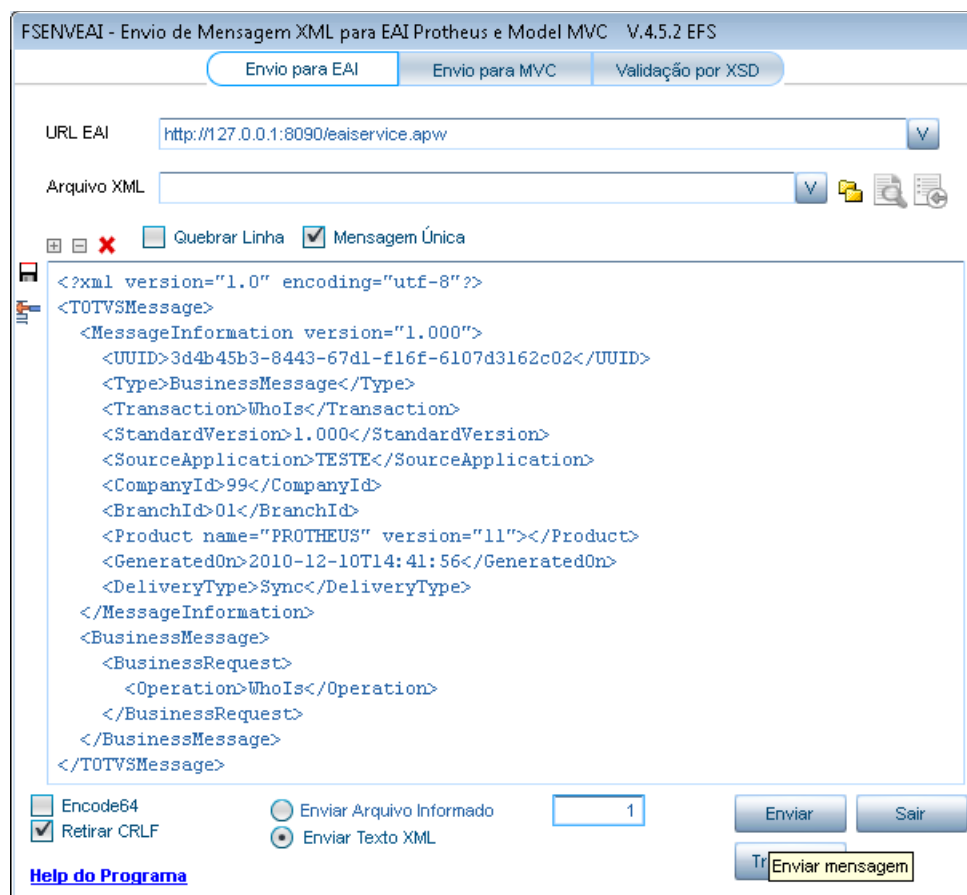 FSENVEAI - Envio de Mensagem XML para EAI Protheus e Model MVC V.4.5.2 EFS
Envio para EAI Envio para MVC Validação por XSD
URL EAI http://127.0.0.1:8090/eaiservice.apw V
Arquivo XML V
Quebrar Linha Mensagem Única
<?xml version="1.0" encoding="utf-8"?>
<TOTVSMessage>
<MessageInformation version="1.000">
<UUID>3d4b45b3-8443-67d1-f16f-6107d3162c02</UUID>
<Type>BusinessMessage</Type>
<Transaction>WhoIs</Transaction>
<StandardVersion>1.000</StandardVersion>
<SourceApplication>TESTE</SourceApplication>
<CompanyId>99</CompanyId>
<BranchId>01</BranchId>
<Product name="PROTHEUS" version="11"></Product>
<GeneratedOn>2010-12-10T14:41:56</GeneratedOn>
<DeliveryType>Sync</DeliveryType>
</MessageInformation>
<BusinessMessage>
<BusinessRequest>
<Operation>WhoIs</Operation>
</BusinessRequest>
</BusinessMessage>
</TOTVSMessage>
Encode64 Enviar Arquivo Informado 1 Enviar Sair
Retirar CRLF Enviar Texto XML
Help do Programa Enviar mensagem